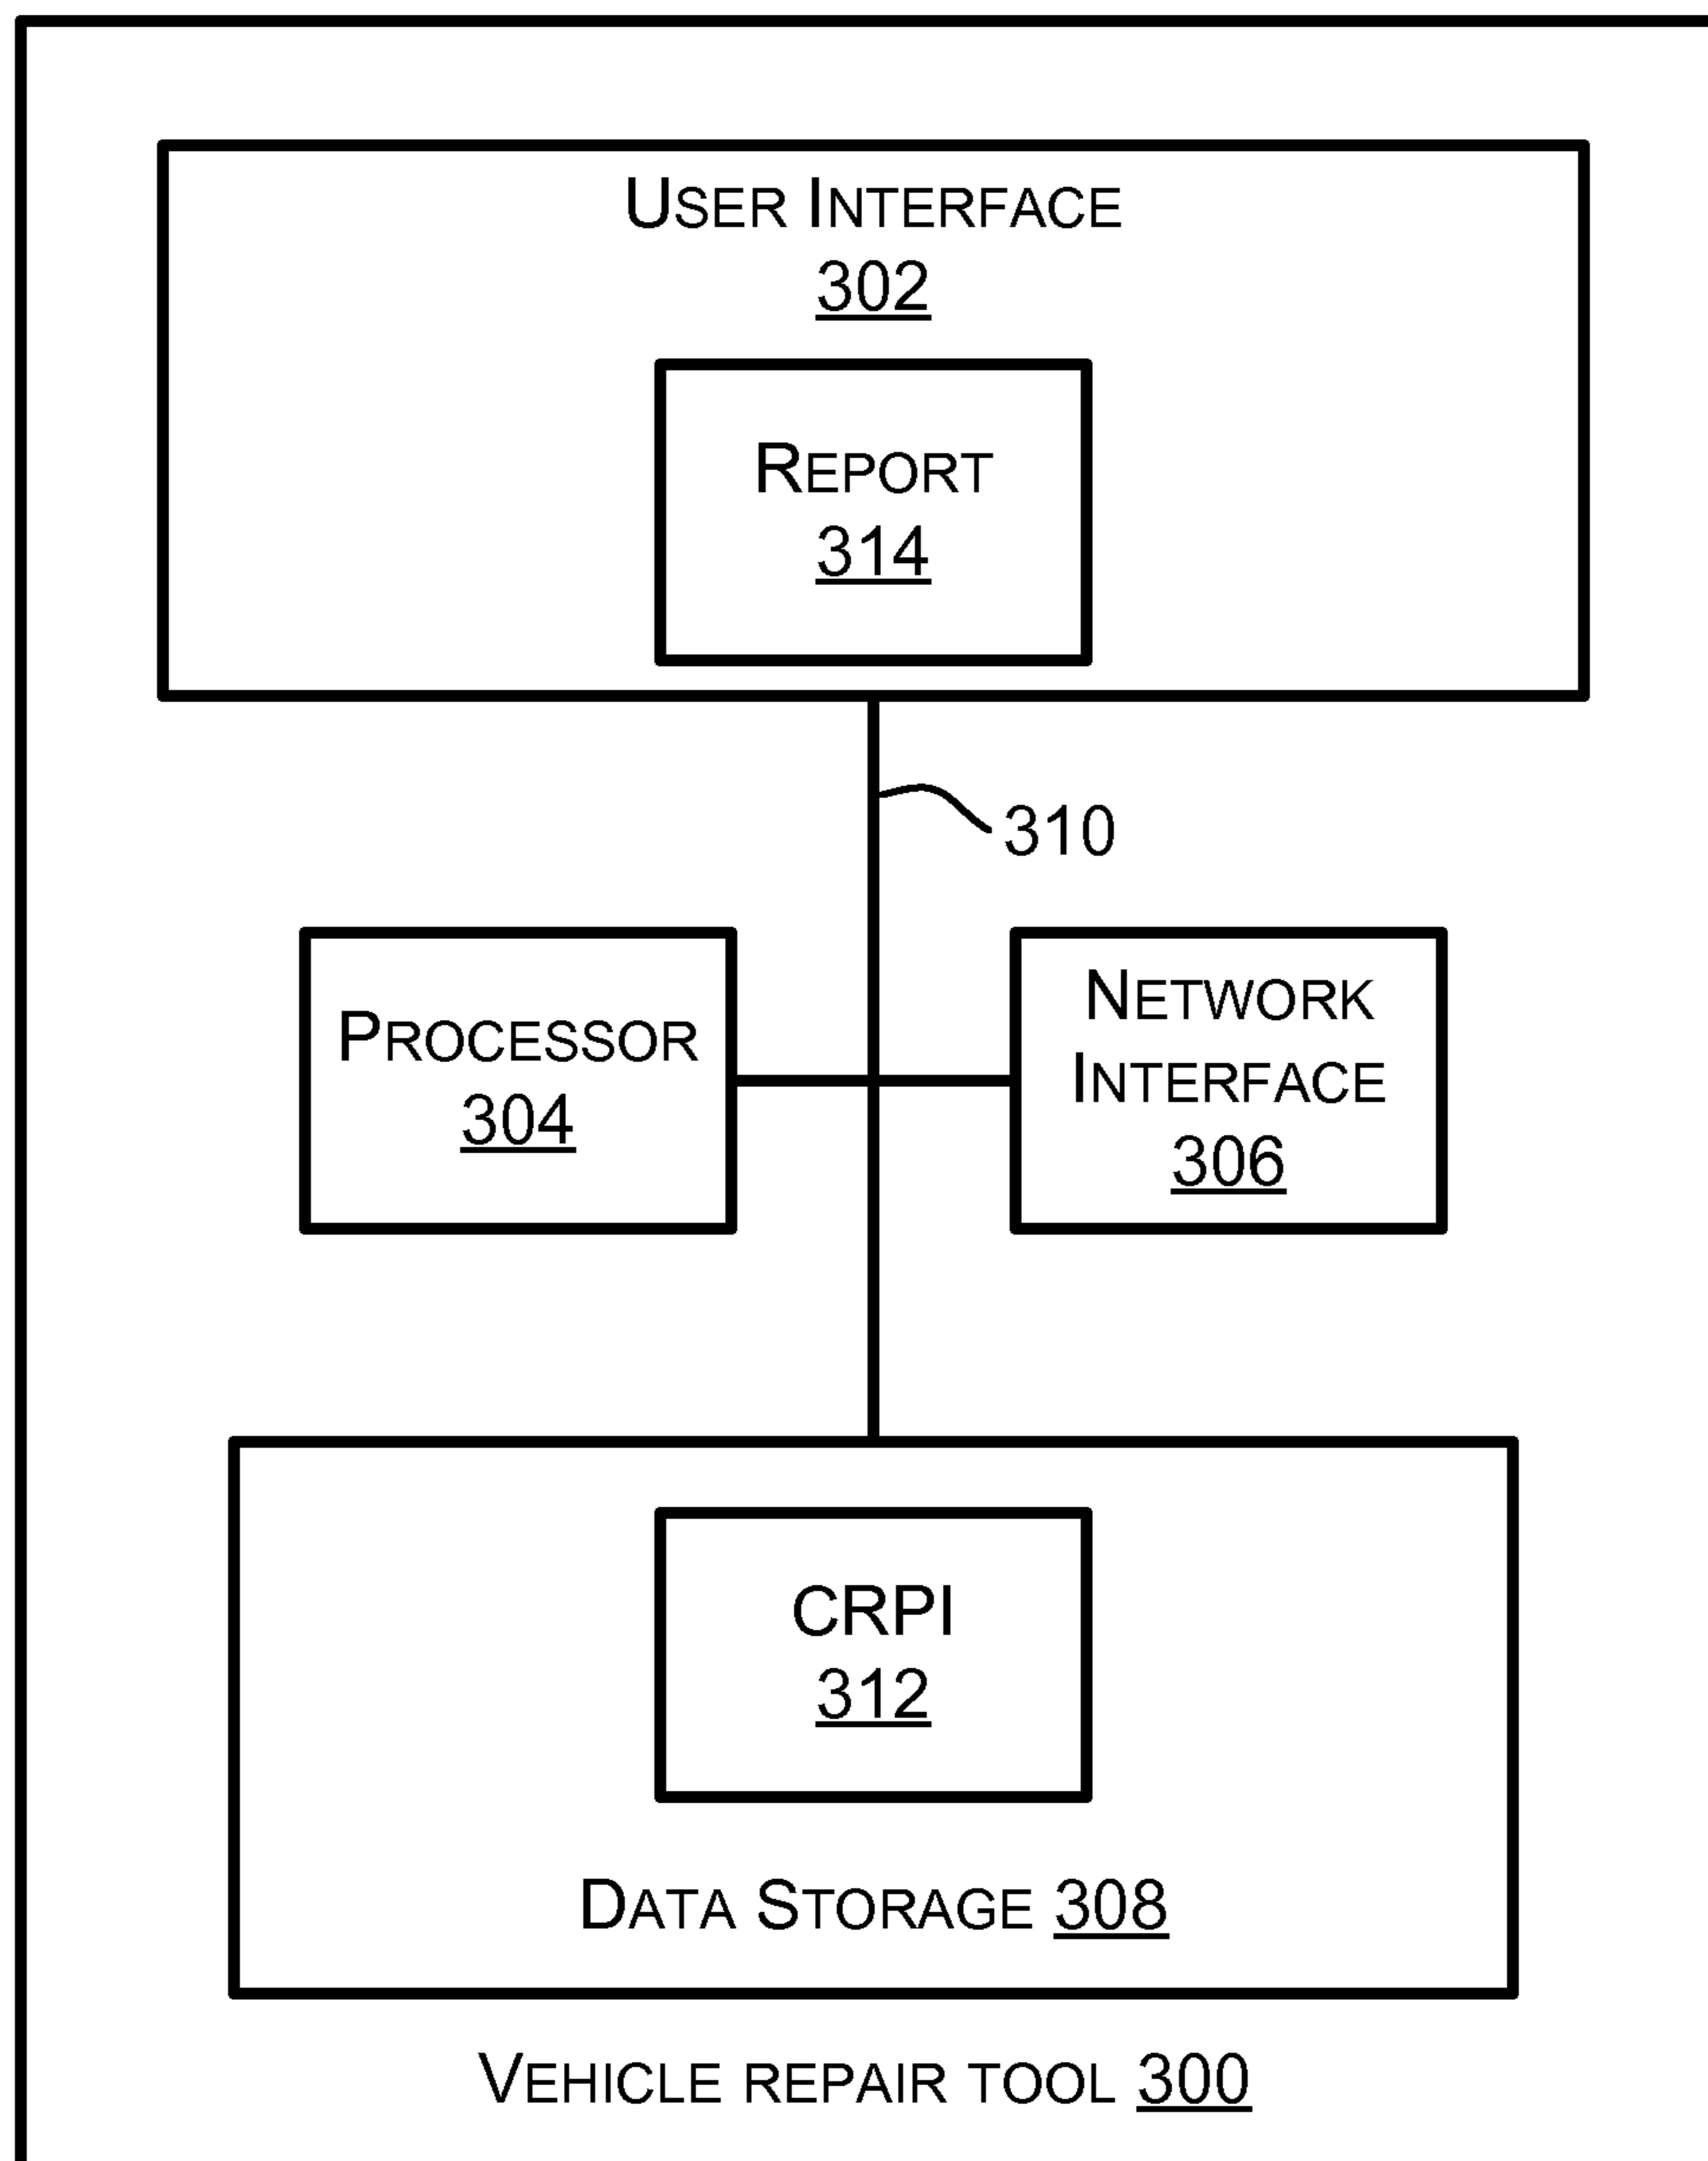 USER INTERFACE
302
REPORT
314
310
PROCESSOR
304
NETWORK
INTERFACE
306
CRPI
312
DATA STORAGE 308
VEHICLE REPAIR TOOL 300